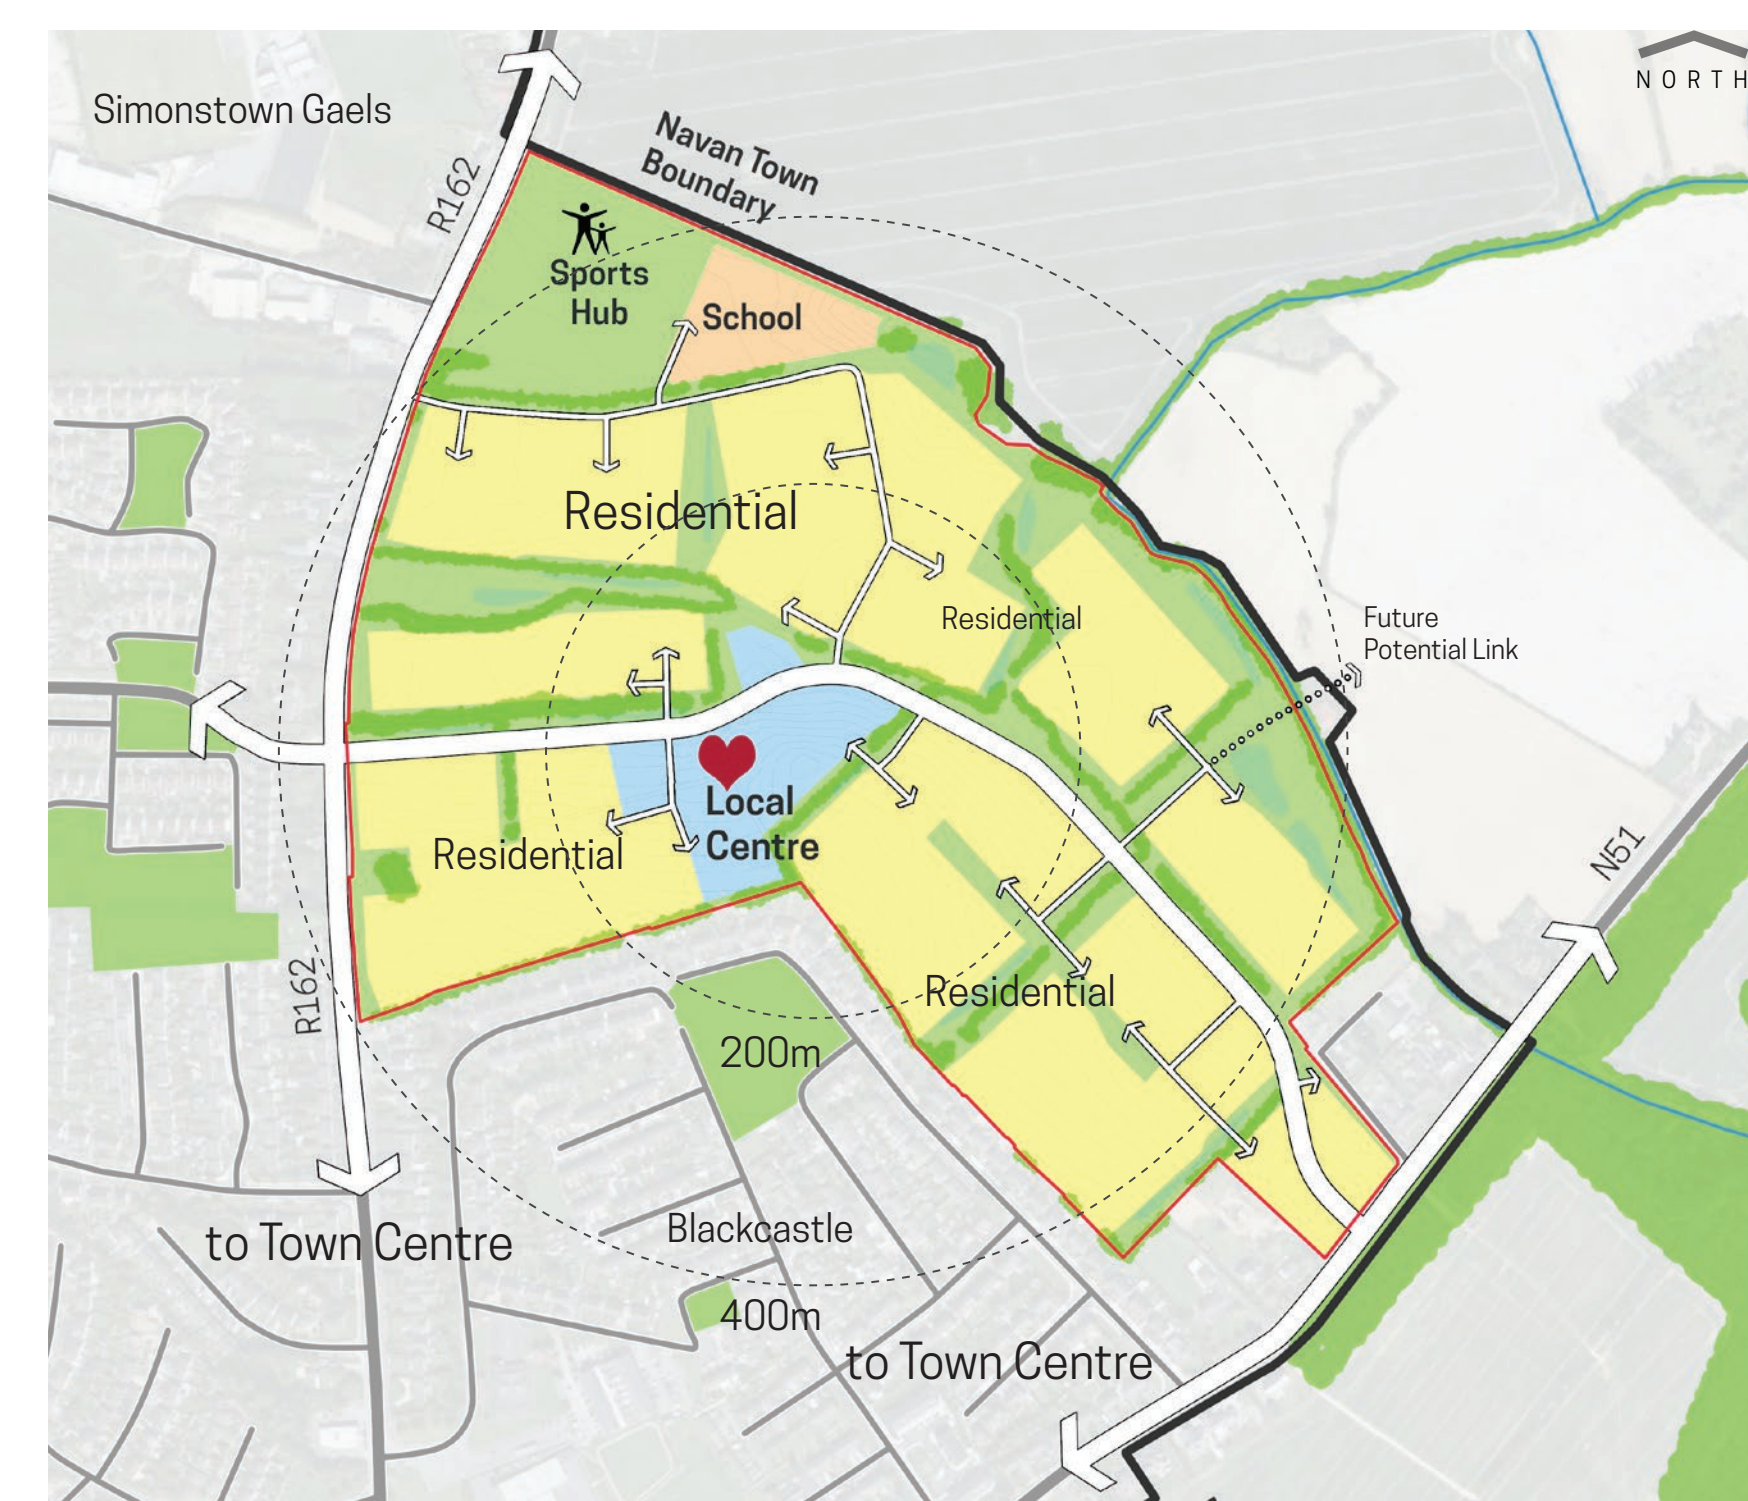 NORTH
Simonstown Gaels
R162
Navan Town
Boundary
Sports
Hub
School
Residential
Residential
Future
Potential Link
Local
Centre
Residential
N51
R162
Residential
200m
to Town Centre
Blackcastle
400m
to Town Centre